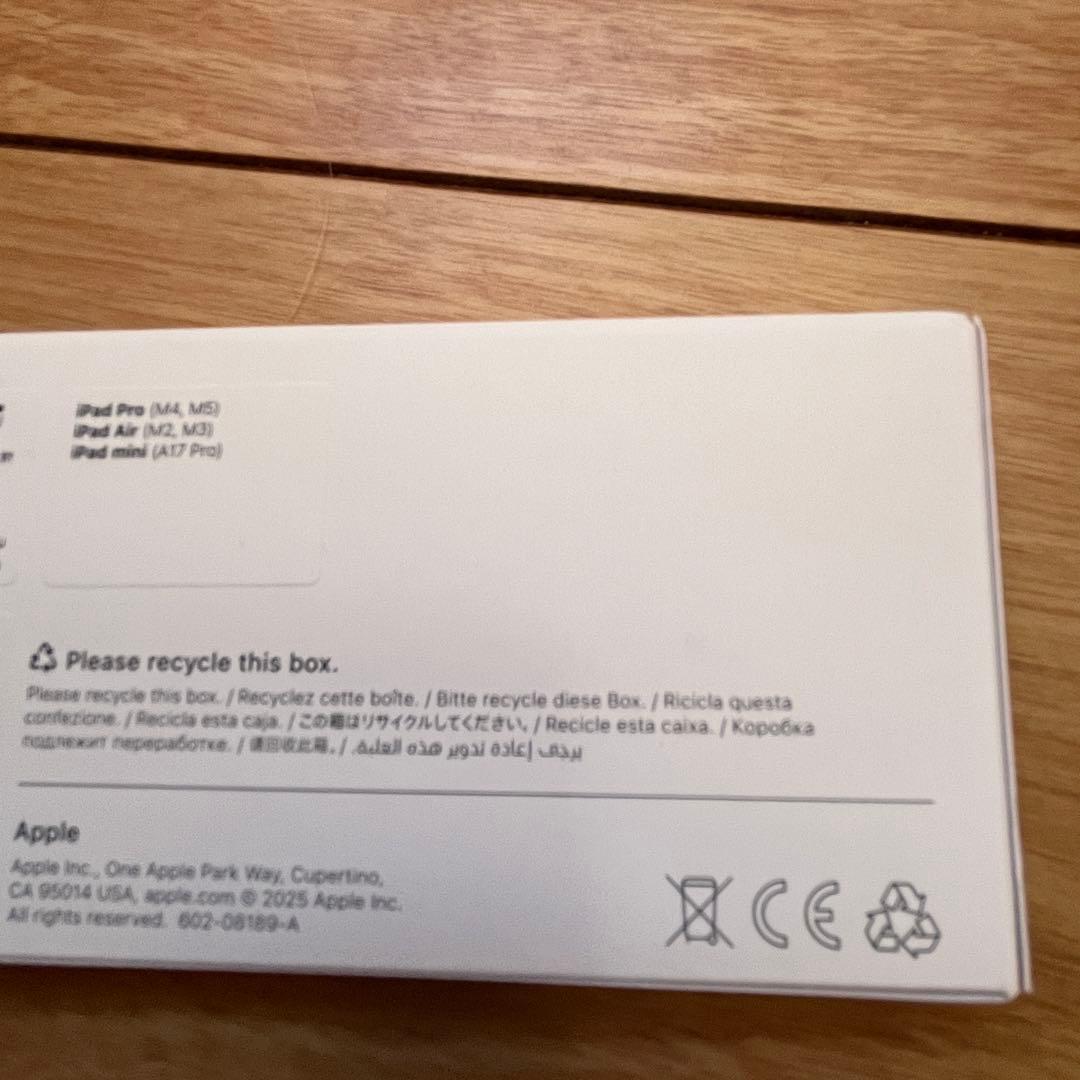 iPad Pro (M4, M5)
iPad Air (M2, M3)
iPad mini (A17 Pro)
Please recycle this box.
Please recycle this box. / Recyclez cette boîte. / Bitte recycle diese Box. / Ricicla questa
confezione. / Recicla esta caja. / この箱はリサイクルしてください。/ Recicle esta caixa. / Коробка
подлежит переработке. / 请回收此箱。/ يرجى إعادة تدوير هذه العلبة.
Apple
Apple Inc., One Apple Park Way, Cupertino,
CA 95014 USA, apple.com © 2025 Apple Inc.
All rights reserved. 602-08189-A
CE